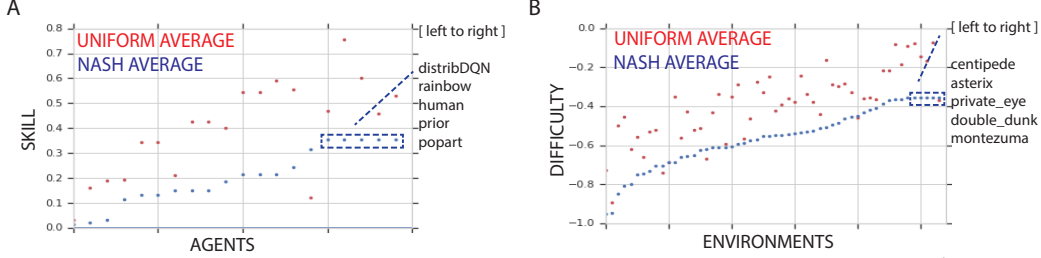 A
0.8
0.7
0.6
0.5
0.4
0.3
0.2
0.1
0.0
SKILL
AGENTS
UNIFORM AVERAGE
NASH AVERAGE
[ left to right ]
distribDQN
rainbow
human
prior
popart
B
0.0
−0.2
−0.4
−0.6
−0.8
−1.0
DIFFICULTY
ENVIRONMENTS
UNIFORM AVERAGE
NASH AVERAGE
[ left to right ]
centipede
asterix
private_eye
double_dunk
montezuma